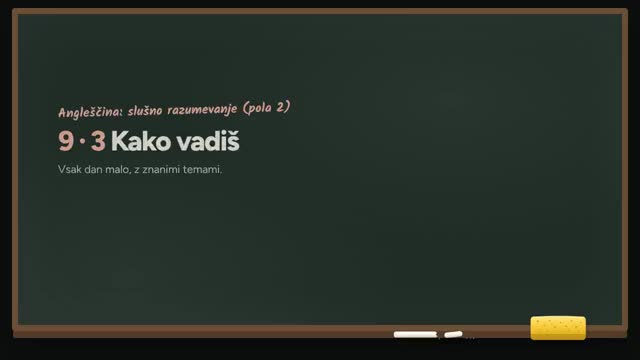 Angleščina: slušno razumevanje (pola 2)
9 · 3 Kako vadiš
Vsak dan malo, z znanimi temami.